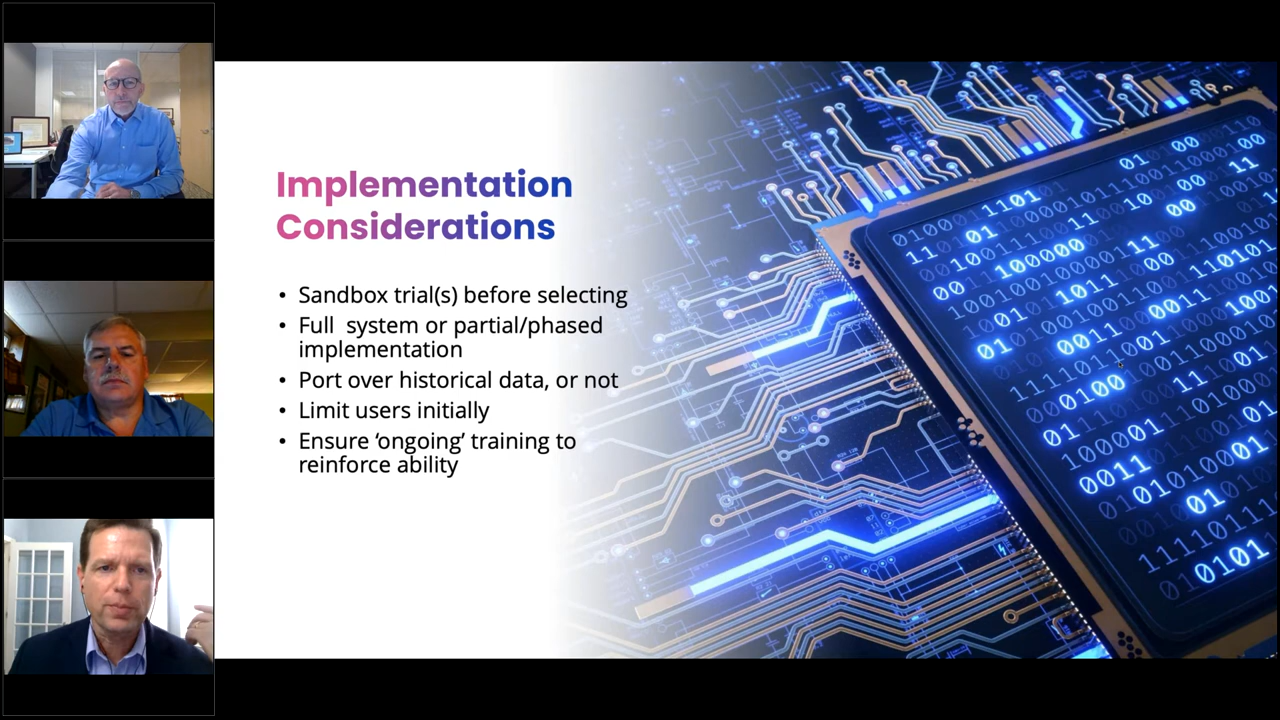 Implementation
Considerations
• Sandbox trial(s) before selecting
• Full system or partial/phased
implementation
• Port over historical data, or not
• Limit users initially
• Ensure ‘ongoing’ training to
reinforce ability